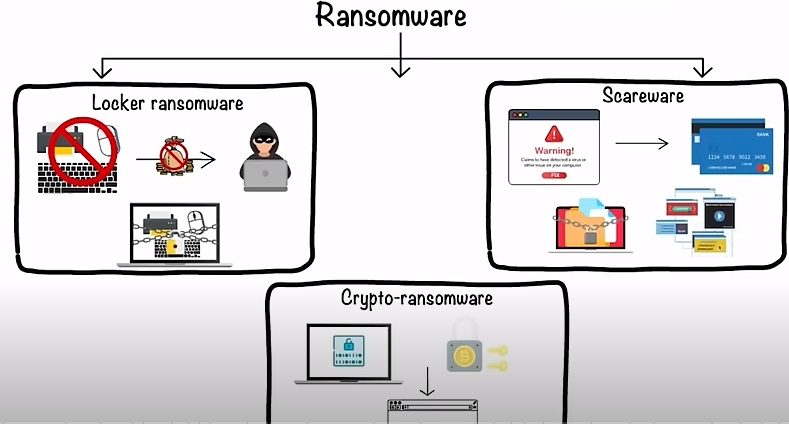 Ransomware
Locker ransomware
Scareware
Warning!
Claims to have detected a virus or
other issue on your computer
FIX
BANK
1234 5678 9012 3456
Crypto-ransomware